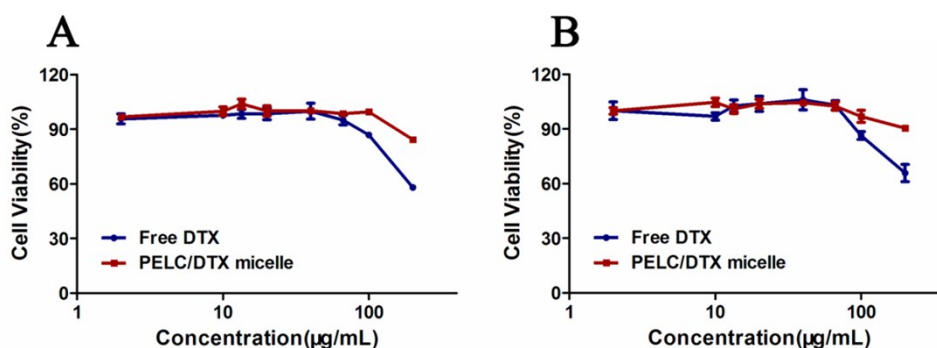 A
Cell Viability(%)
120
90
60
30
0
1
10
100
Concentration(μg/mL)
Free DTX
PELC/DTX micelle
B
Cell Viability(%)
120
90
60
30
0
1
10
100
Concentration(μg/mL)
Free DTX
PELC/DTX micelle